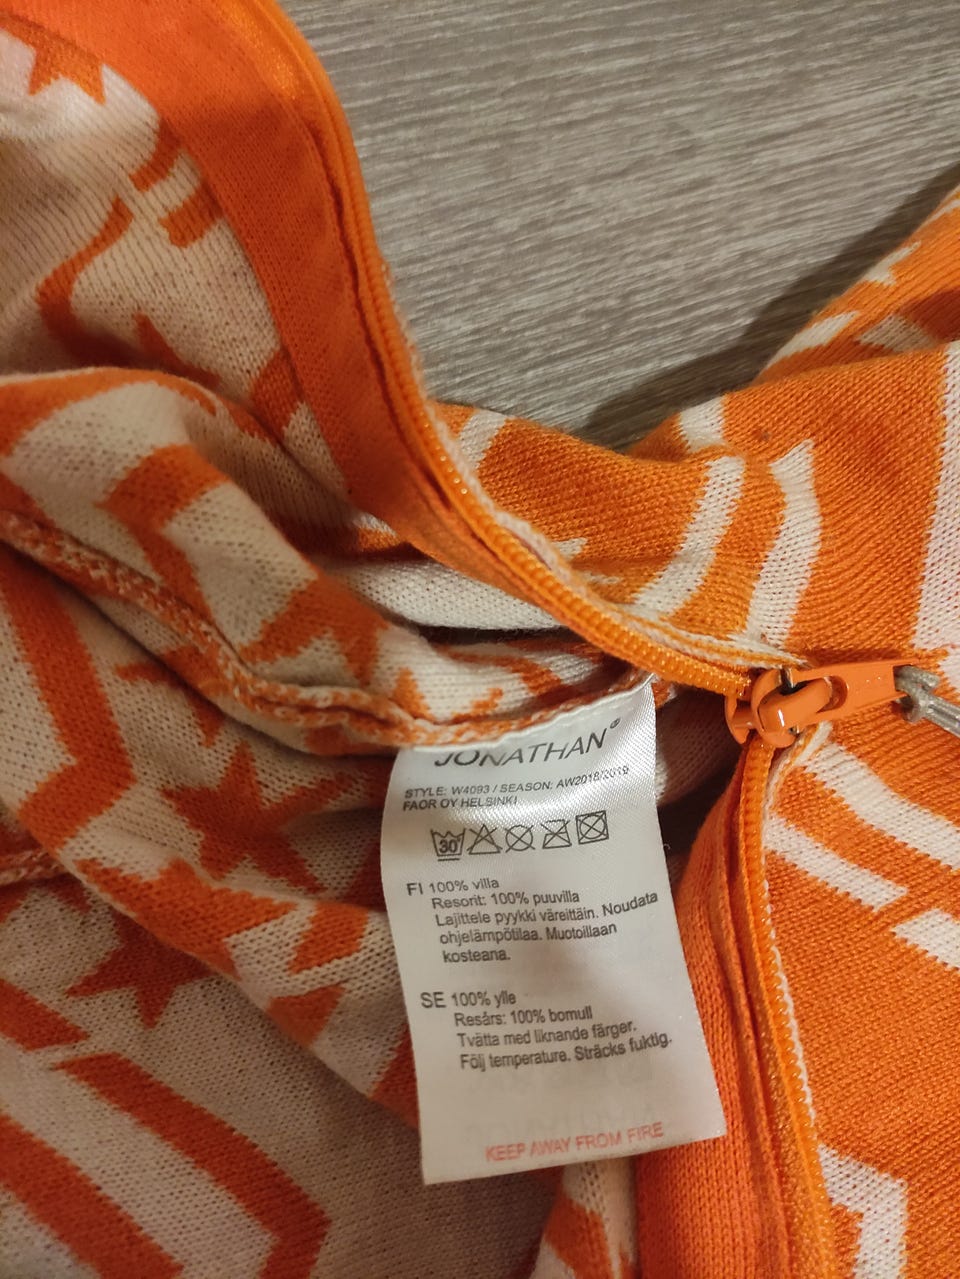 JONATHAN®
STYLE: W4093 / SEASON: AW2018/2019
FAOR OY HELSINKI
30°
FI 100% villa
Resorit: 100% puuvilla
Lajittele pyykki väreittäin. Noudata
ohjelämpötilaa. Muotoillaan
kosteana.
SE 100% ylle
Resårs: 100% bomull
Tvätta med liknande färger.
Följ temperature. Sträcks fuktig.
KEEP AWAY FROM FIRE